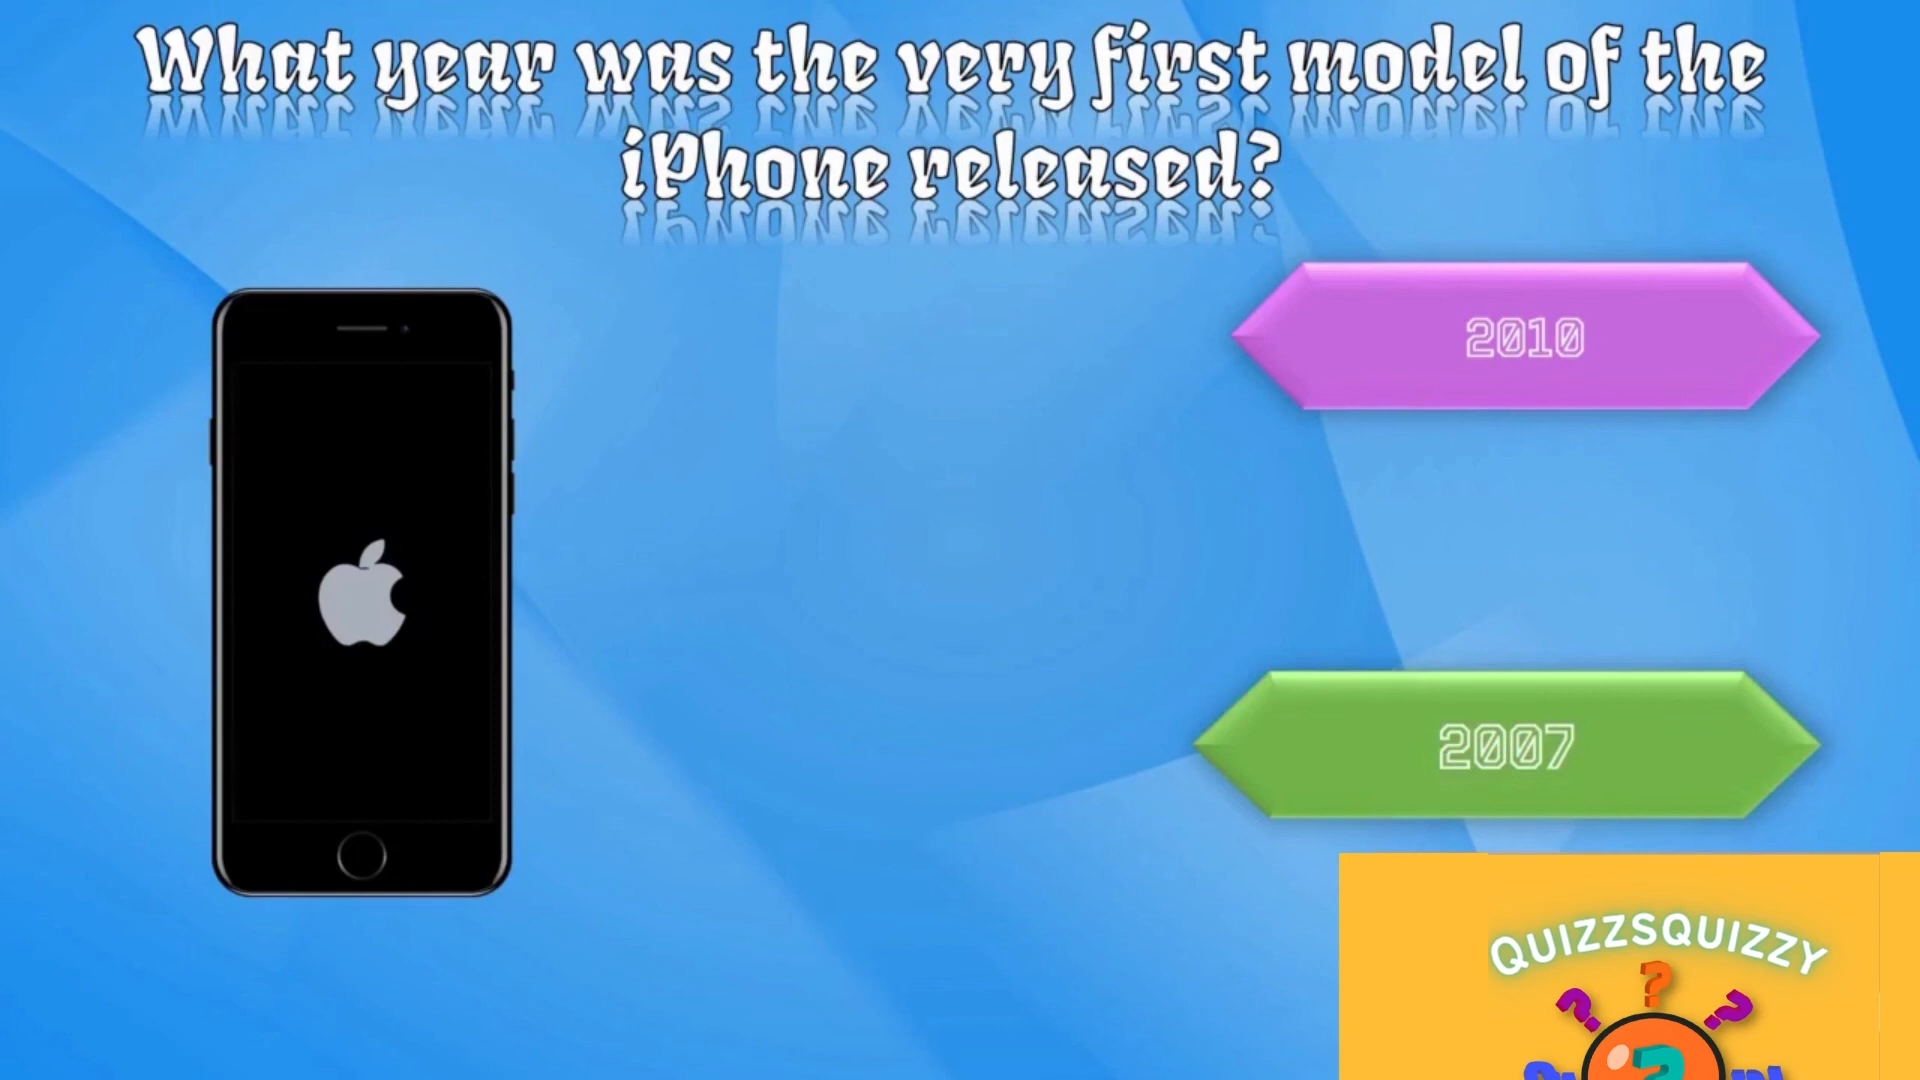 What year was the very first model of the
iPhone released?
2010
2007
QUIZZSQUIZZY